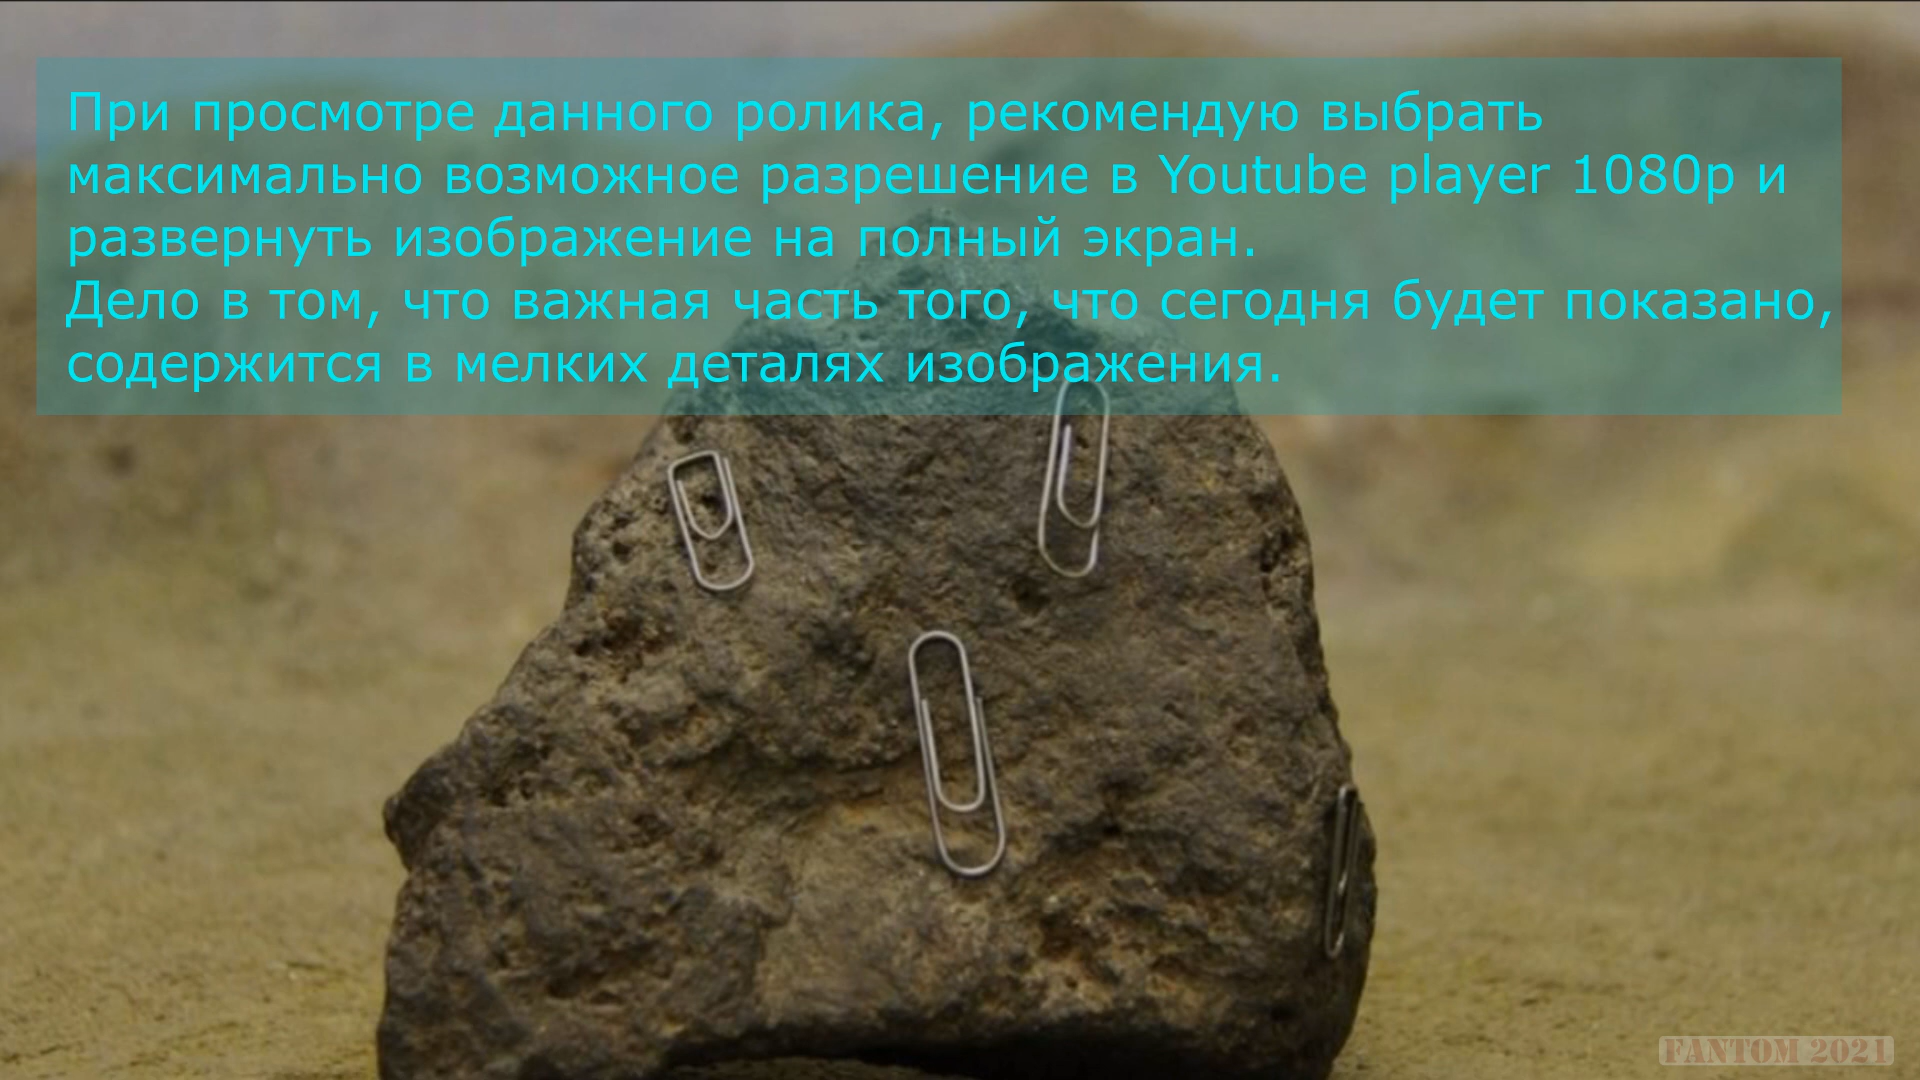 При просмотре данного ролика, рекомендую выбрать
максимально возможное разрешение в Youtube player 1080p и
развернуть изображение на полный экран.
Дело в том, что важная часть того, что сегодня будет показано,
содержится в мелких деталях изображения.
FANTOM 2021